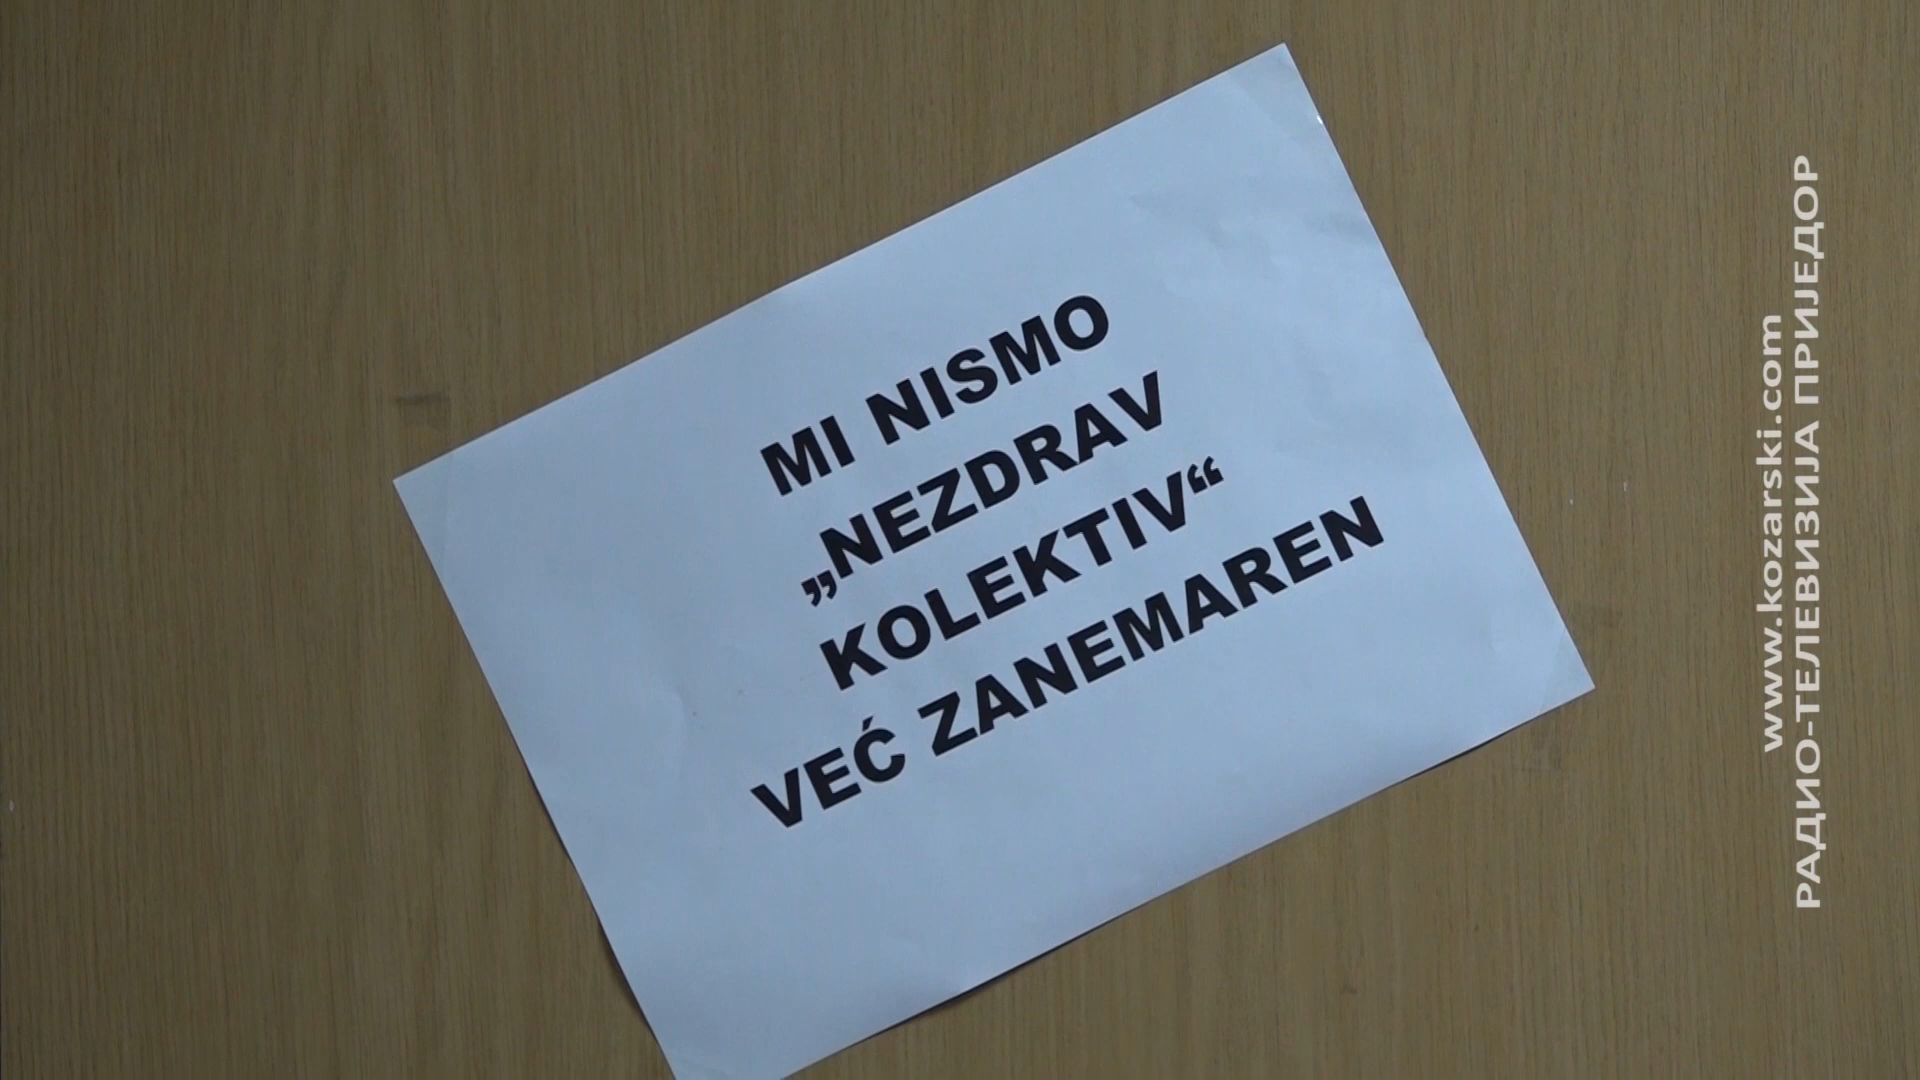 MI NISMO
„NEZDRAV
KOLEKTIV“
VEĆ ZANEMAREN
www.kozarski.com
РАДИО-ТЕЛЕВИЗИЈА ПРИЈЕДОР